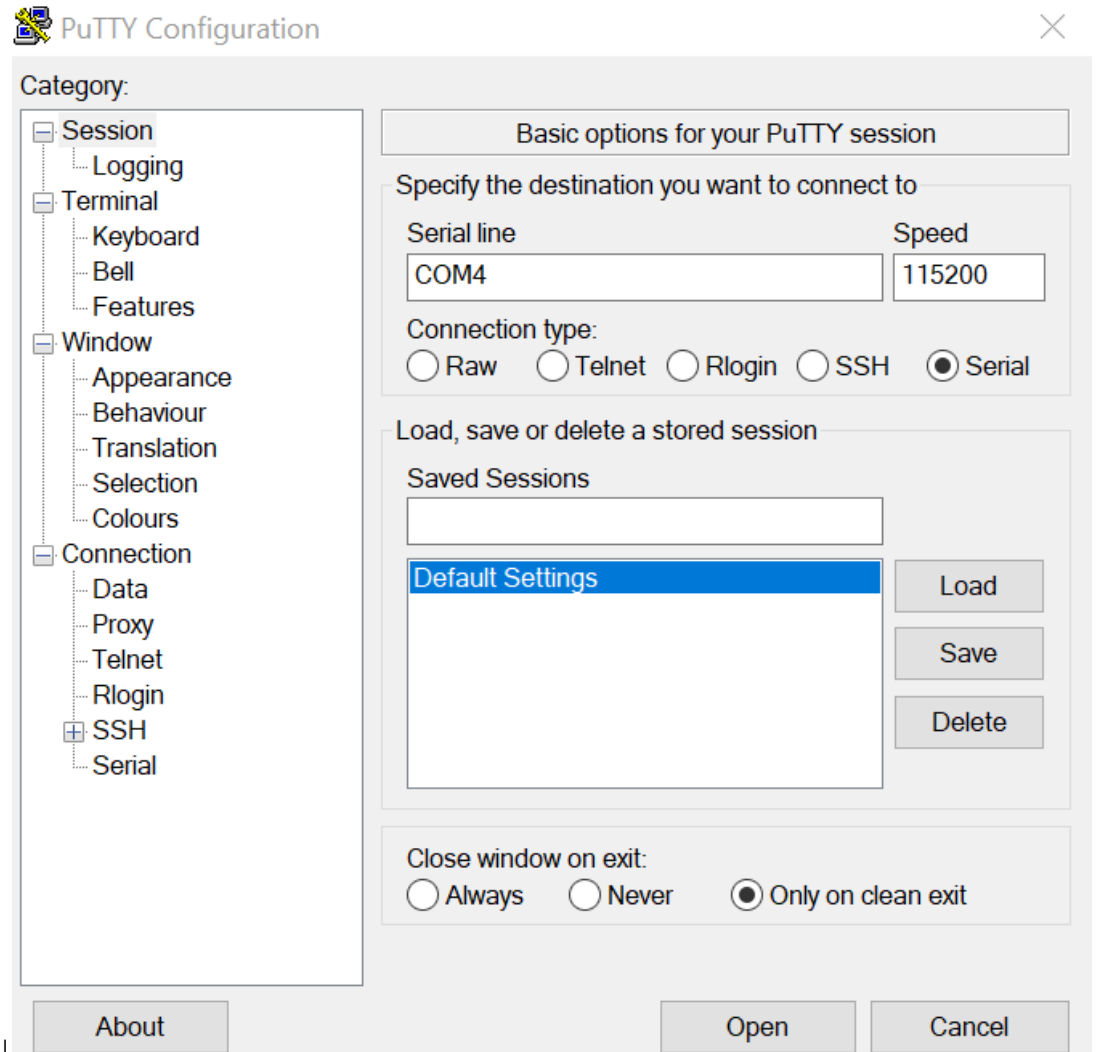 PuTTY Configuration
Category:
Session
Logging
Terminal
Keyboard
Bell
Features
Window
Appearance
Behaviour
Translation
Selection
Colours
Connection
Data
Proxy
Telnet
Rlogin
SSH
Serial
Basic options for your PuTTY session
Specify the destination you want to connect to
Serial line Speed
COM4 115200
Connection type:
Raw Telnet Rlogin SSH Serial
Load, save or delete a stored session
Saved Sessions
Default Settings
Load
Save
Delete
Close window on exit:
Always Never Only on clean exit
About Open Cancel